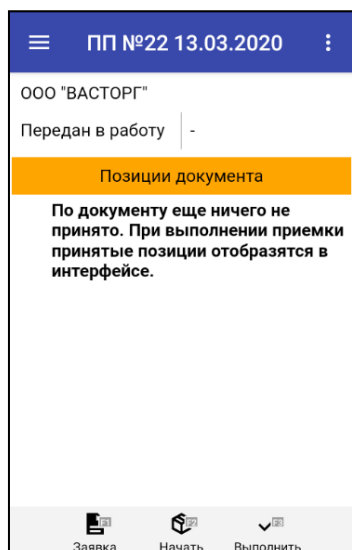 ПП №22 13.03.2020
ООО "ВАСТОРГ"
Передан в работу -
Позиции документа
По документу еще ничего не
принято. При выполнении приемки
принятые позиции отобразятся в
интерфейсе.
Заявка Начать Выполнить